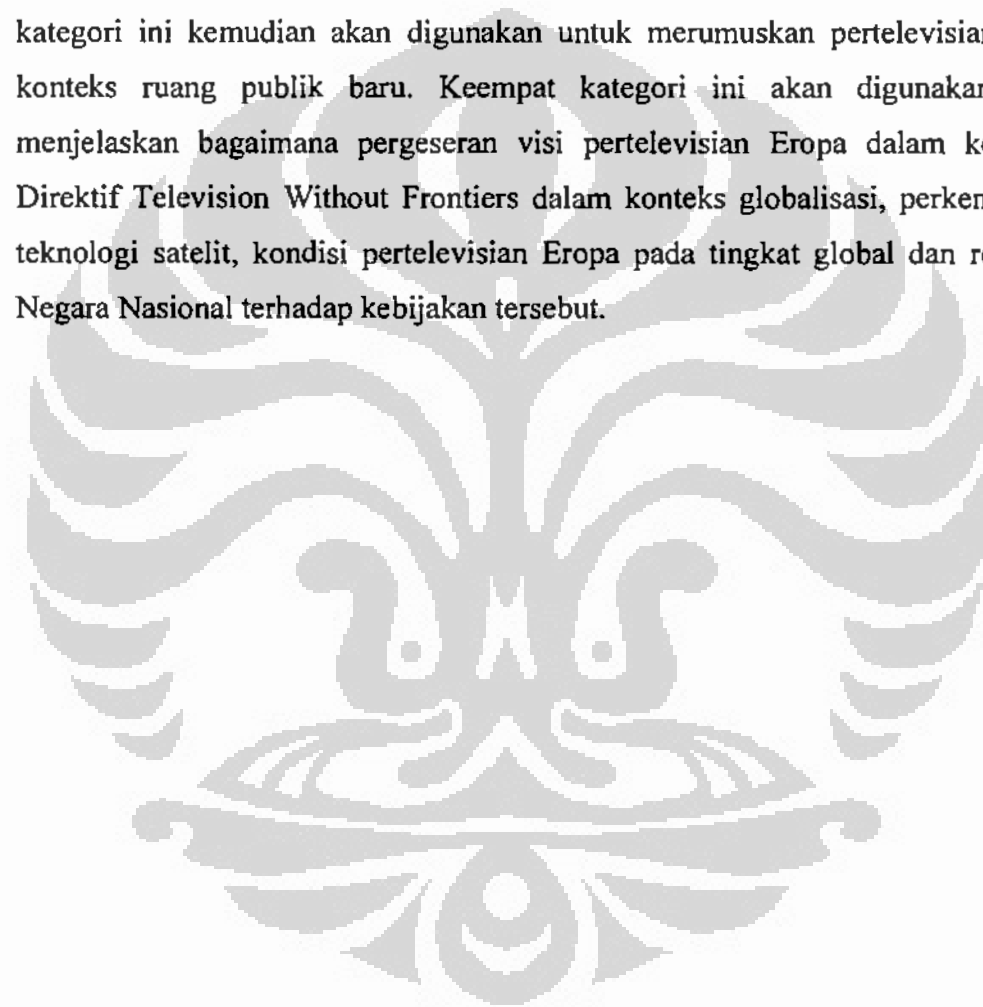 kategori ini kemudian akan digunakan untuk merumuskan pertelevisian
konteks ruang publik baru. Keempat kategori ini akan digunakan
menjelaskan bagaimana pergeseran visi pertelevisian Eropa dalam
Direktif Television Without Frontiers dalam konteks globalisasi,
teknologi satelit, kondisi pertelevisian Eropa pada tingkat global dan
Negara Nasional terhadap kebijakan tersebut.